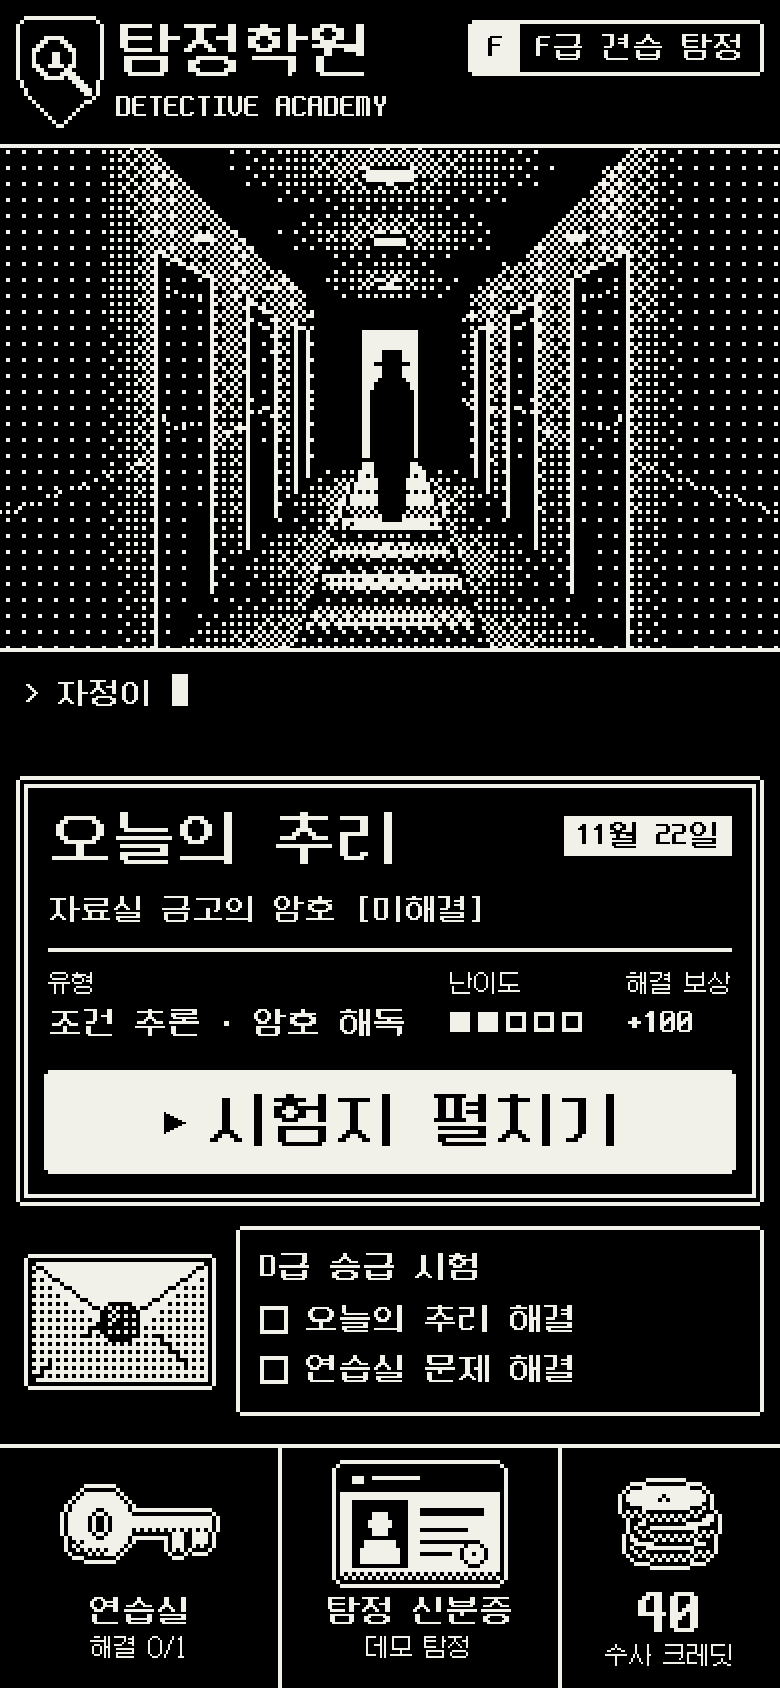 탐정학원
DETECTIVE ACADEMY
F F급 견습 탐정
> 자정이
오늘의 추리
11월 22일
자료실 금고의 암호 [미해결]
유형 난이도 해결 보상
조건 추론 · 암호 해독 +100
▶ 시험지 펼치기
D급 승급 시험
오늘의 추리 해결
연습실 문제 해결
연습실
해결 0/1
탐정 신분증
데모 탐정
40
수사 크레딧